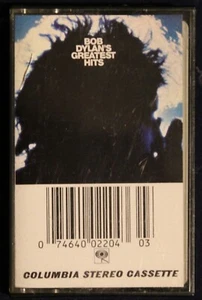 BOB
DYLAN'S
GREATEST
HITS
0 74640 02204 03
COLUMBIA STEREO CASSETTE